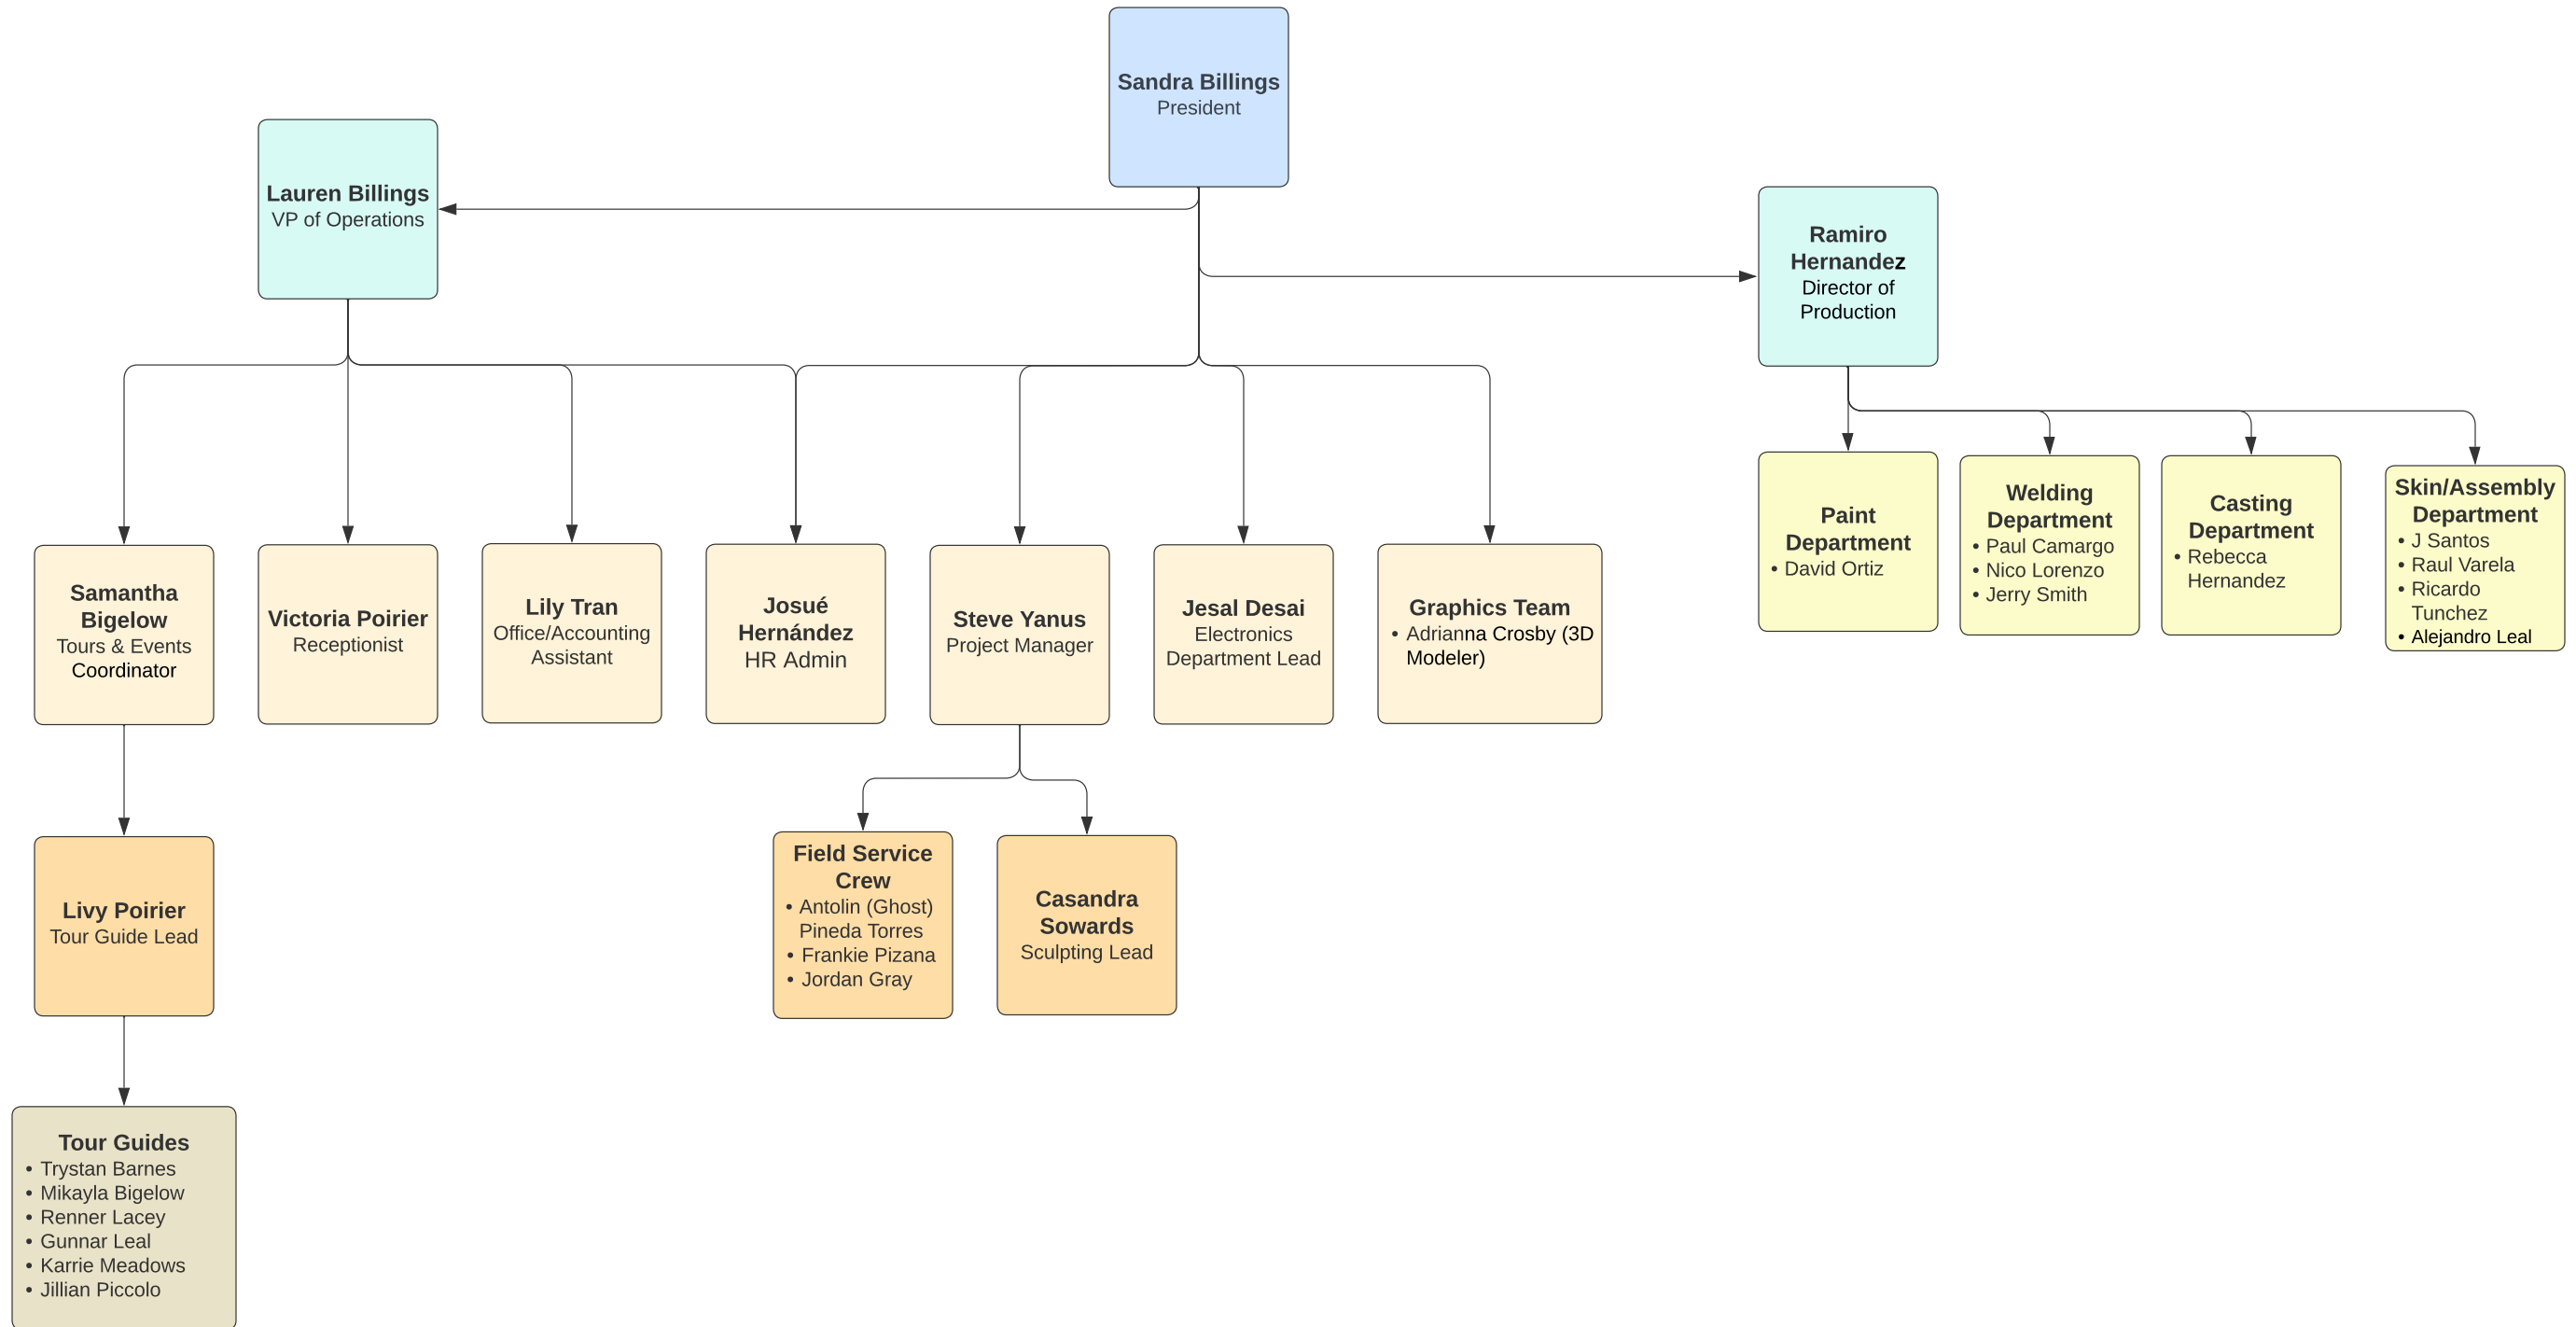 Sandra Billings
President
Lauren Billings
VP of Operations
Ramiro
Hernandez
Director of
Production
Samantha
Bigelow
Tours & Events
Coordinator
Victoria Poirier
Receptionist
Lily Tran
Office/Accounting
Assistant
Josué
Hernández
HR Admin
Steve Yanus
Project Manager
Jesal Desai
Electronics
Department Lead
Graphics Team
• Adrianna Crosby (3D
Modeler)
Paint
Department
• David Ortiz
Welding
Department
• Paul Camargo
• Nico Lorenzo
• Jerry Smith
Casting
Department
• Rebecca
Hernandez
Skin/Assembly
Department
• J Santos
• Raul Varela
• Ricardo
Tunchez
• Alejandro Leal
Livy Poirier
Tour Guide Lead
Field Service
Crew
• Antolin (Ghost)
Pineda Torres
• Frankie Pizana
• Jordan Gray
Casandra
Sowards
Sculpting Lead
Tour Guides
• Trystan Barnes
• Mikayla Bigelow
• Renner Lacey
• Gunnar Leal
• Karrie Meadows
• Jillian Piccolo